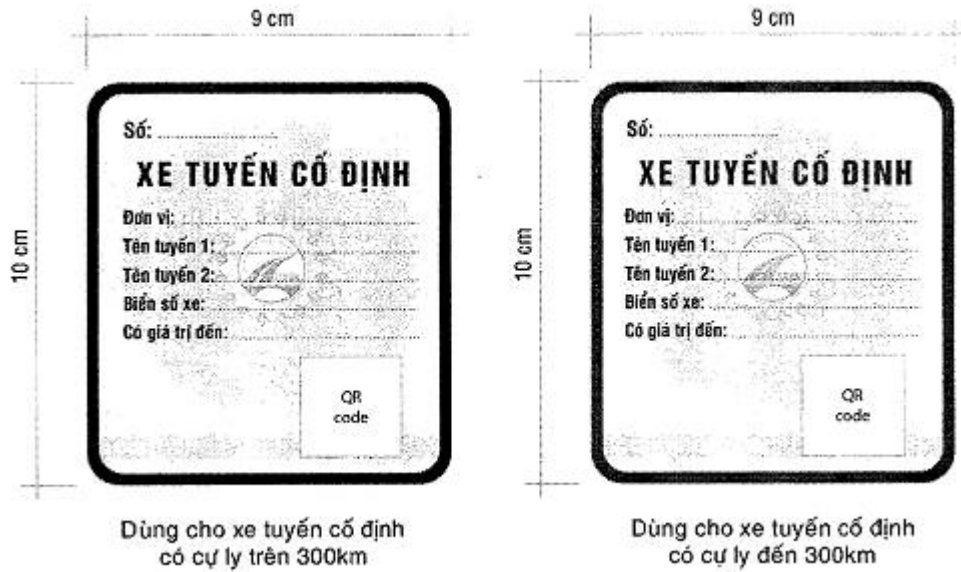 9 cm
10 cm
Số:
XE TUYẾN CỐ ĐỊNH
Đơn vị:
Tên tuyến 1:
Tên tuyến 2:
Biển số xe:
Có giá trị đến:
QR
code
Dùng cho xe tuyến cố định
có cự ly trên 300km
9 cm
10 cm
Số:
XE TUYẾN CỐ ĐỊNH
Đơn vị:
Tên tuyến 1:
Tên tuyến 2:
Biển số xe:
Có giá trị đến:
QR
code
Dùng cho xe tuyến cố định
có cự ly đến 300km